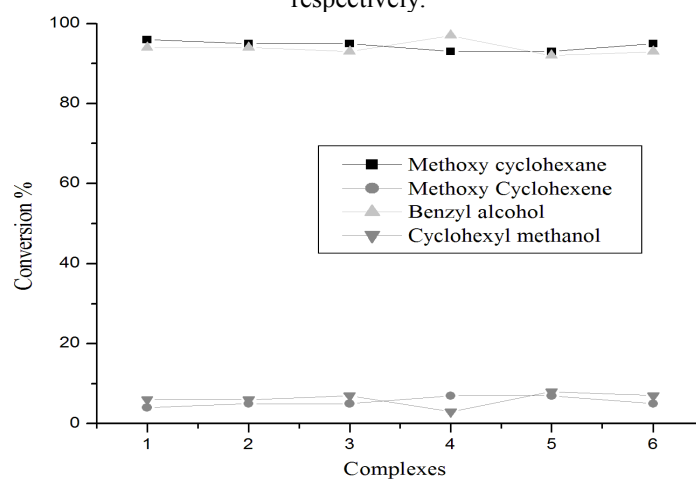 respectively.
100
80
60
40
20
0
Conversion %
Methoxy cyclohexane
Methoxy Cyclohexene
Benzyl alcohol
Cyclohexyl methanol
1 2 3 4 5 6
Complexes